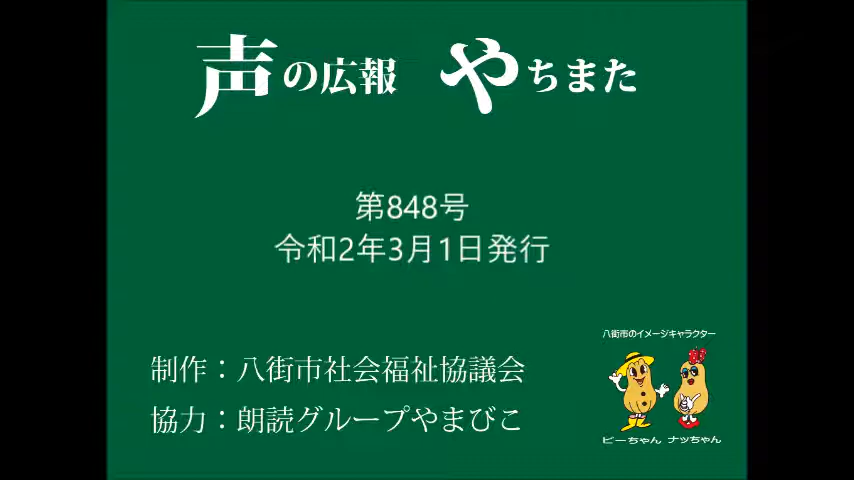 声の広報 やちまた
第848号
令和2年3月1日発行
制作：八街市社会福祉協議会
協力：朗読グループやまびこ
八街市のイメージキャラクター
ピーちゃん ナッちゃん